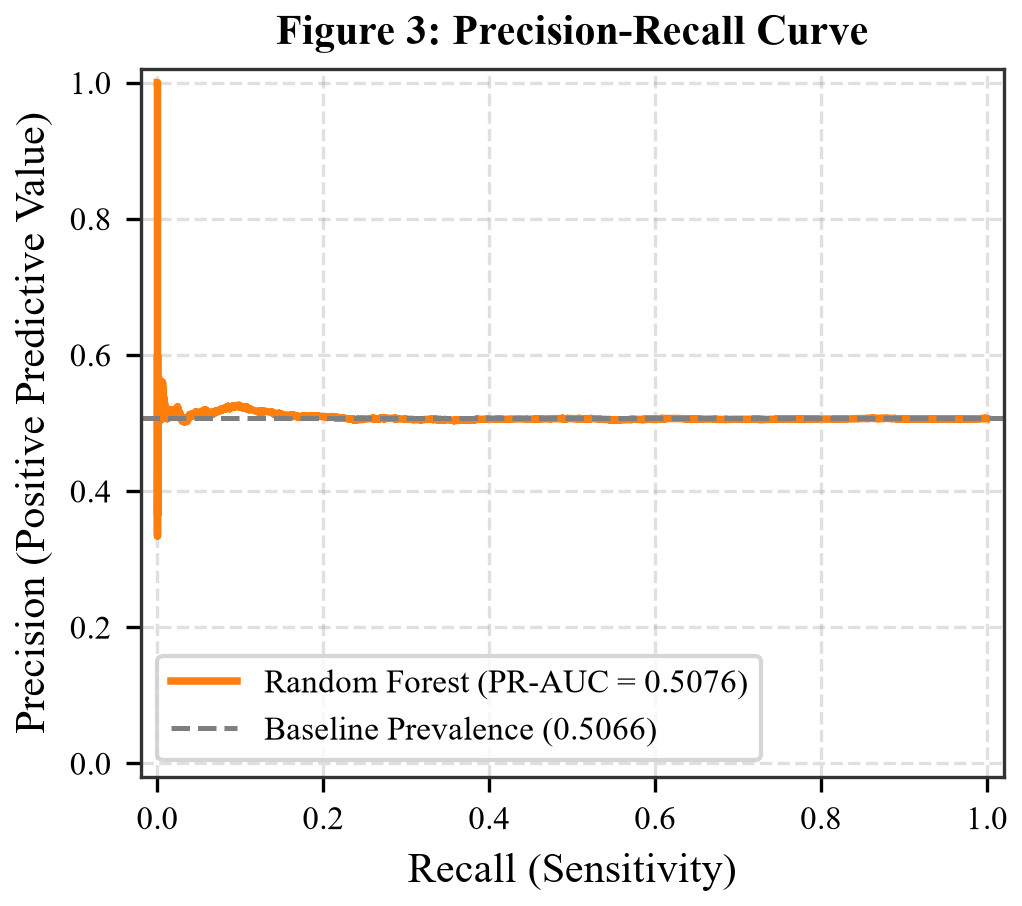 Figure 3: Precision-Recall Curve
Precision (Positive Predictive Value)
1.0
0.8
0.6
0.4
0.2
0.0
Random Forest (PR-AUC = 0.5076)
Baseline Prevalence (0.5066)
0.0 0.2 0.4 0.6 0.8 1.0
Recall (Sensitivity)